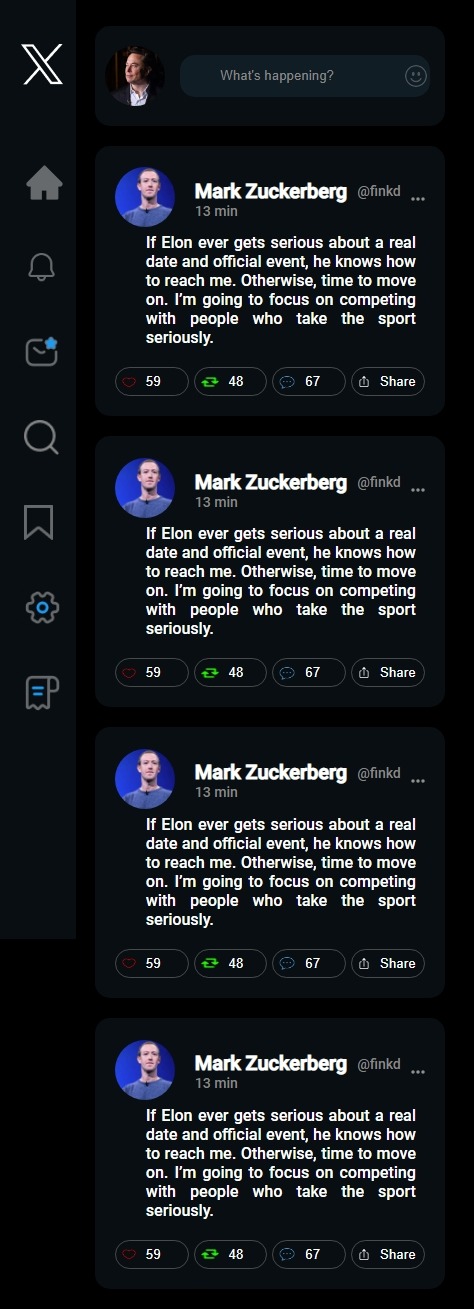 What's happening?
Mark Zuckerberg @finkd ...
13 min
If Elon ever gets serious about a real
date and official event, he knows how
to reach me. Otherwise, time to move
on. I'm going to focus on competing
with people who take the sport
seriously.
59 48 67 Share
Mark Zuckerberg @finkd ...
13 min
If Elon ever gets serious about a real
date and official event, he knows how
to reach me. Otherwise, time to move
on. I'm going to focus on competing
with people who take the sport
seriously.
59 48 67 Share
Mark Zuckerberg @finkd ...
13 min
If Elon ever gets serious about a real
date and official event, he knows how
to reach me. Otherwise, time to move
on. I'm going to focus on competing
with people who take the sport
seriously.
59 48 67 Share
Mark Zuckerberg @finkd ...
13 min
If Elon ever gets serious about a real
date and official event, he knows how
to reach me. Otherwise, time to move
on. I'm going to focus on competing
with people who take the sport
seriously.
59 48 67 Share